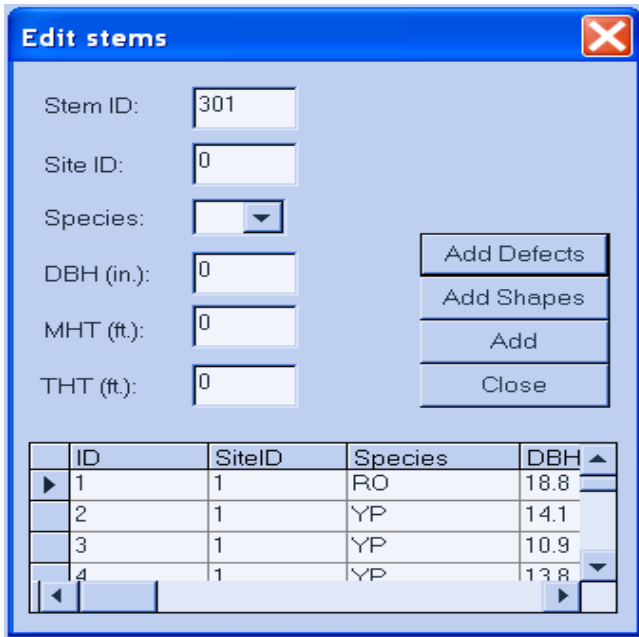 Edit stems
Stem ID: 301
Site ID: 0
Species:
DBH (in.): 0
MHT (ft.): 0
THT (ft.): 0
Add Defects
Add Shapes
Add
Close
ID SiteID Species DBH
1 1 RO 18.8
2 1 YP 14.1
3 1 YP 10.9
4 1 YP 13.8